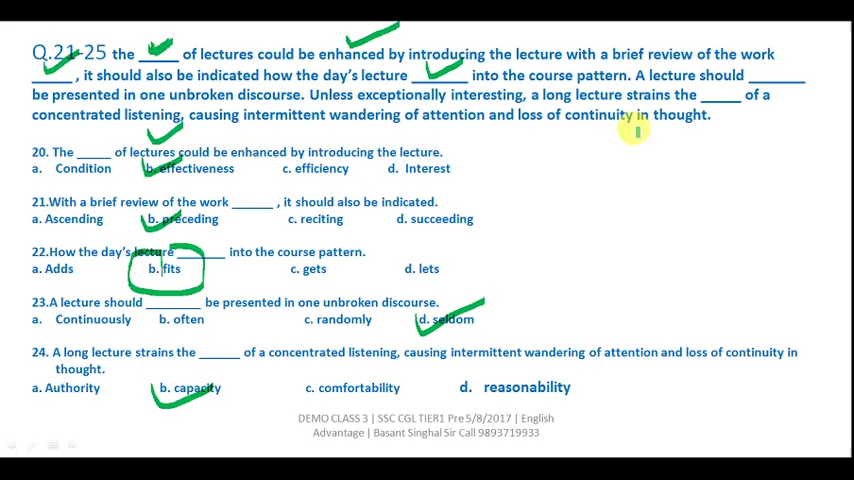 Q.21-25 the _____ of lectures could be enhanced by introducing the lecture with a brief review of the work
_____ , it should also be indicated how the day's lecture _______ into the course pattern. A lecture should _______
be presented in one unbroken discourse. Unless exceptionally interesting, a long lecture strains the _____ of a
concentrated listening, causing intermittent wandering of attention and loss of continuity in thought.
20. The _____ of lectures could be enhanced by introducing the lecture.
a. Condition b. effectiveness c. efficiency d. Interest
21.With a brief review of the work ______ , it should also be indicated.
a. Ascending b. preceding c. reciting d. succeeding
22.How the day's lecture _______ into the course pattern.
a. Adds b. fits c. gets d. lets
23.A lecture should ________ be presented in one unbroken discourse.
a. Continuously b. often c. randomly d. seldom
24. A long lecture strains the ______ of a concentrated listening, causing intermittent wandering of attention and loss of continuity in
thought.
a. Authority b. capacity c. comfortability d. reasonability
DEMO CLASS 3 | SSC CGL TIER1 Pre 5/8/2017 | English
Advantage | Basant Singhal Sir Call 9893719933